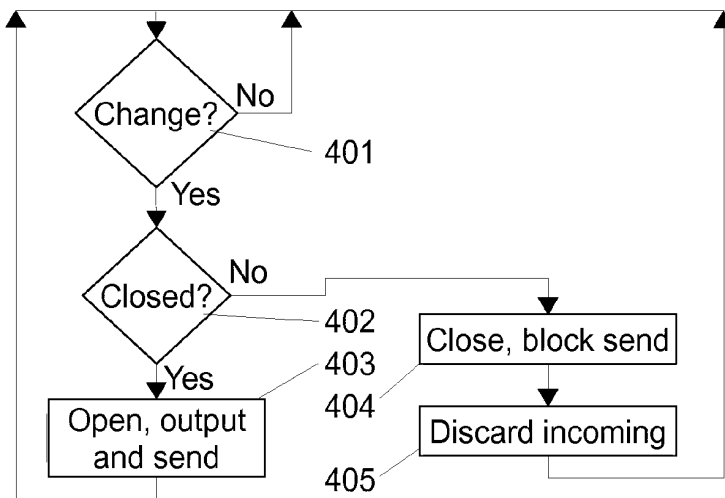 Change?
No
401
Yes
Closed?
No
402
Yes
403
Open, output
and send
Close, block send
404
Discard incoming
405